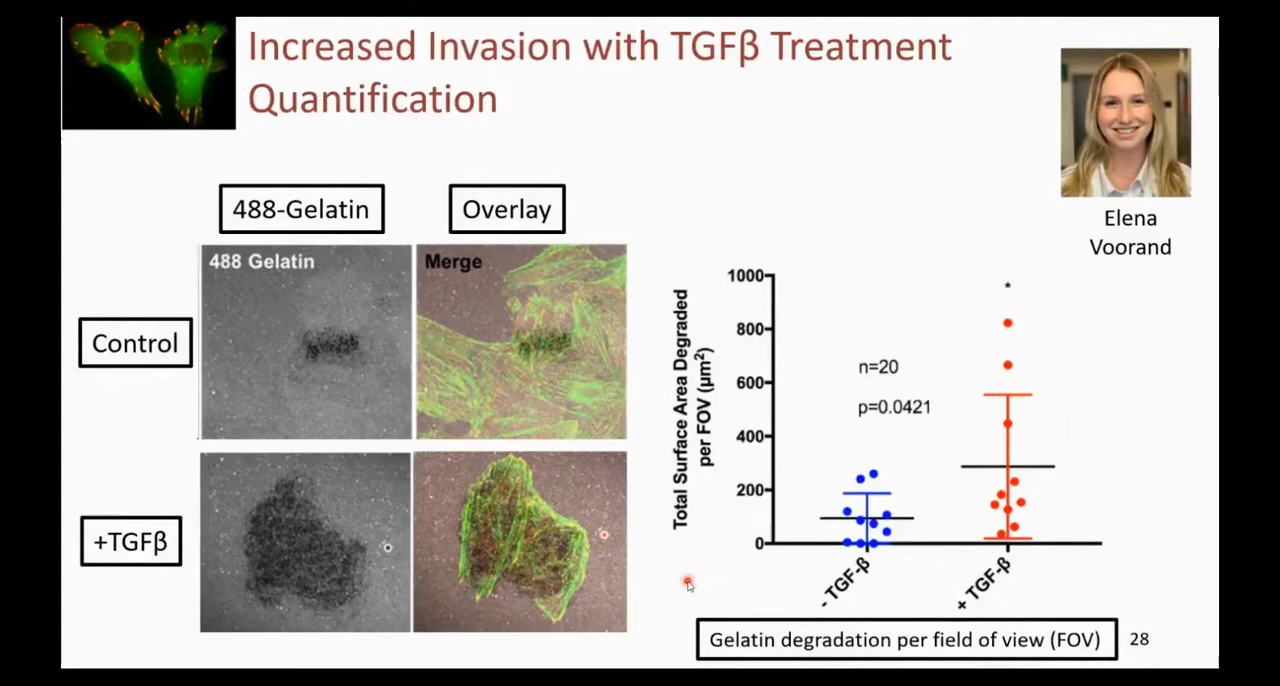 Increased Invasion with TGFβ Treatment
Quantification
Elena
Voorand
488-Gelatin
Overlay
488 Gelatin
Merge
Control
+TGFβ
Total Surface Area Degraded
per FOV (µm²)
1000
800
600
400
200
0
*
n=20
p=0.0421
- TGF-β
+ TGF-β
Gelatin degradation per field of view (FOV)
28